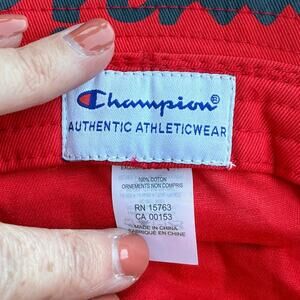 Champion
AUTHENTIC ATHLETICWEAR
100% COTTON
ORNEMENTS NON COMPRIS
RN 15763
CA 00153
MADE IN CHINA
FABRIQUÉ EN CHINE